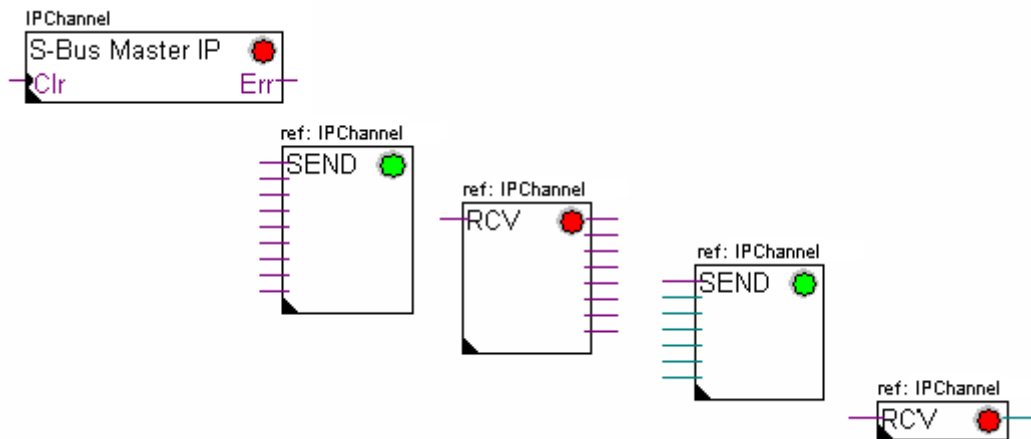 IPChannel
S-Bus Master IP
Clr Err
ref: IPChannel
SEND
ref: IPChannel
RCV
ref: IPChannel
SEND
ref: IPChannel
RCV